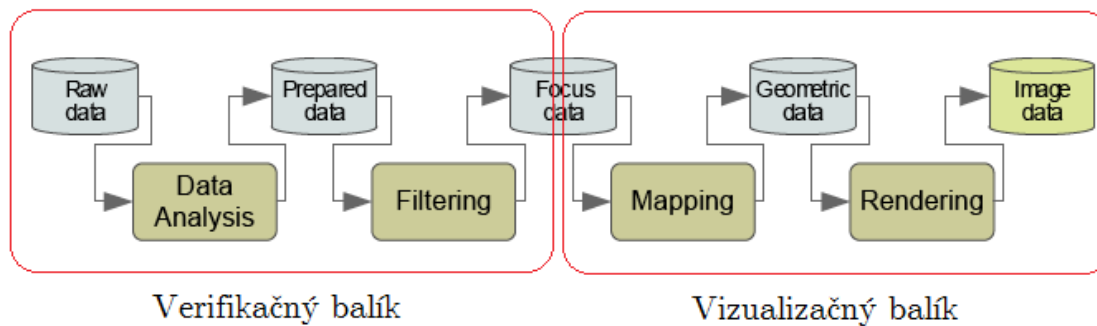 Raw
data
Prepared
data
Focus
data
Geometric
data
Image
data
Data
Analysis
Filtering
Mapping
Rendering
Verifikačný balík
Vizualizačný balík